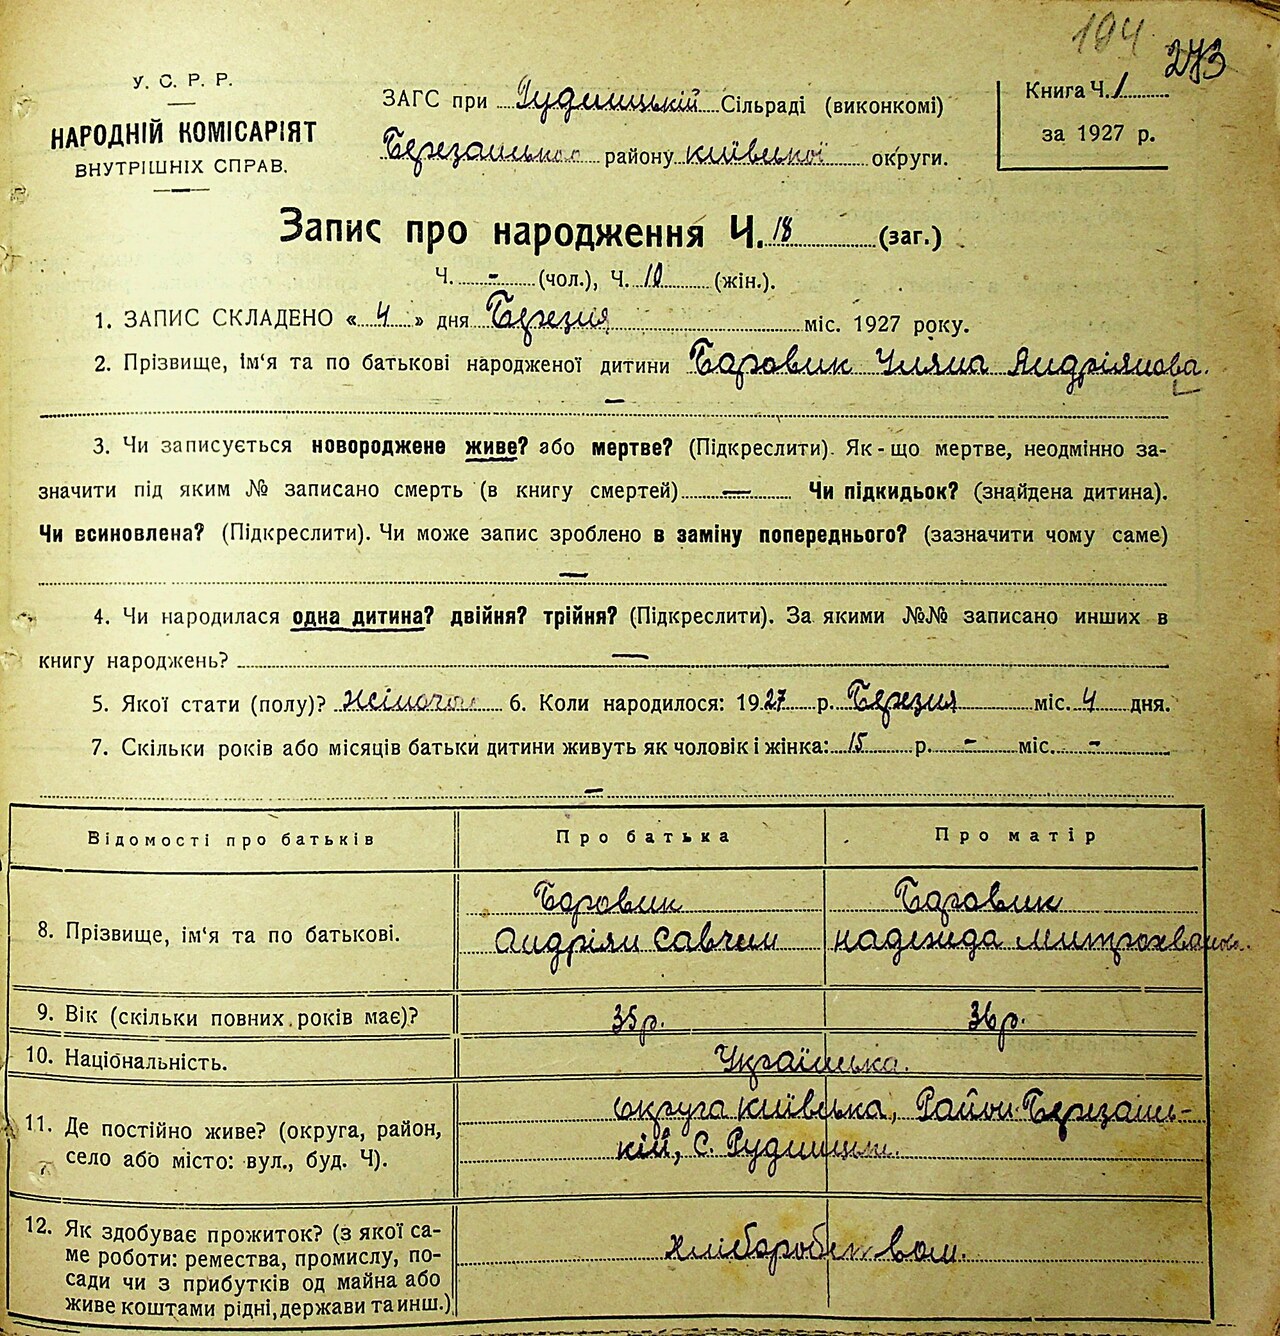 194 273
У. С. Р. Р.
НАРОДНІЙ КОМІСАРІЯТ
ВНУТРІШНІХ СПРАВ.
ЗАГС при Рудницькій Сільраді (виконкомі)
Березанського району київської округи.
Книга Ч. 1
за 1927 р.
Запис про народження Ч. 18 (заг.)
Ч. - (чол.), Ч. 10 (жін.).
1. ЗАПИС СКЛАДЕНО « 4 » дня Березня міс. 1927 року.
2. Прізвище, ім'я та по батькові народженої дитини Боровик Уляна Андріянова.
—
3. Чи записується новороджене живе? або мертве? (Підкреслити). Як-що мертве, неодмінно за-
значити під яким № записано смерть (в книгу смертей) — Чи підкидьок? (знайдена дитина).
Чи всиновлена? (Підкреслити). Чи може запис зроблено в заміну попереднього? (зазначити чому саме)
—
4. Чи народилася одна дитина? двійня? трійня? (Підкреслити). За якими №№ записано инших в
книгу народжень? —
5. Якої стати (полу)? жіночої 6. Коли народилося: 1927 р. Березня міс. 4 дня.
7. Скільки років або місяців батьки дитини живуть як чоловік і жінка: 15 р. - міс. -
—
Відомості про батьків Про батька Про матір
8. Прізвище, ім'я та по батькові. Боровик Боровик
Андріян Савчин надежда
9. Вік (скільки повних років має)? 35р. 36р.
10. Національність. Українська.
11. Де постійно живе? (округа, район, село або місто: вул., буд. Ч). округа київська, Район Березань-
кій, С. Рудницьк.
12. Як здобуває прожиток? (з якої са-
ме роботи: ремества, промислу, по-
сади чи з прибутків од майна або
живе коштами рідні, держави та инш.) хліборобством.